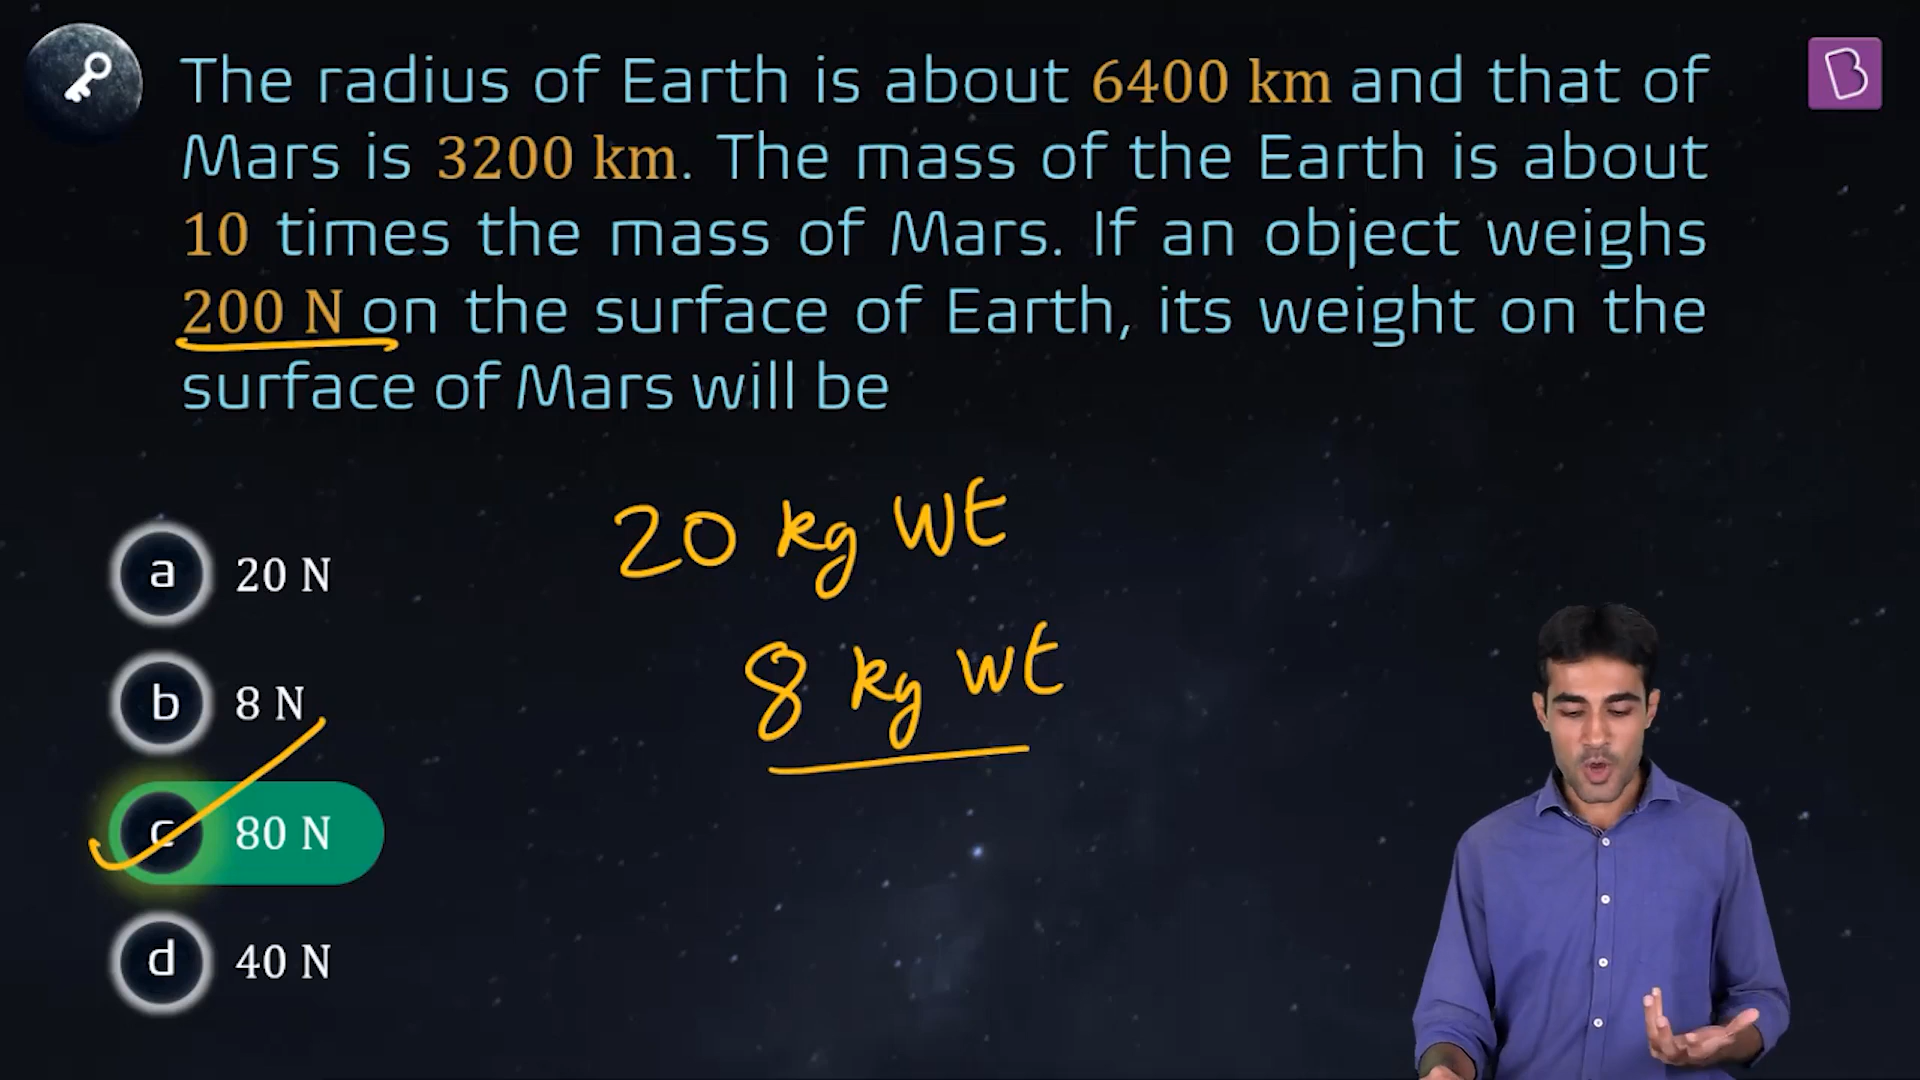 The radius of Earth is about 6400 km and that of
Mars is 3200 km. The mass of the Earth is about
10 times the mass of Mars. If an object weighs
200 N on the surface of Earth, its weight on the
surface of Mars will be
20 kg wt
8 kg wt
a 20 N
b 8 N
c 80 N
d 40 N
B